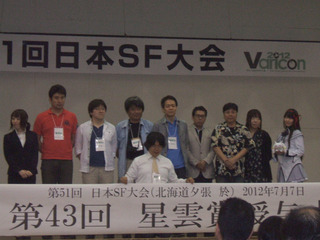 1回日本SF大会
2012
Varicon
第51回 日本SF大会(北海道夕張 於) 2012年7月7日
第43回 星雲賞授与